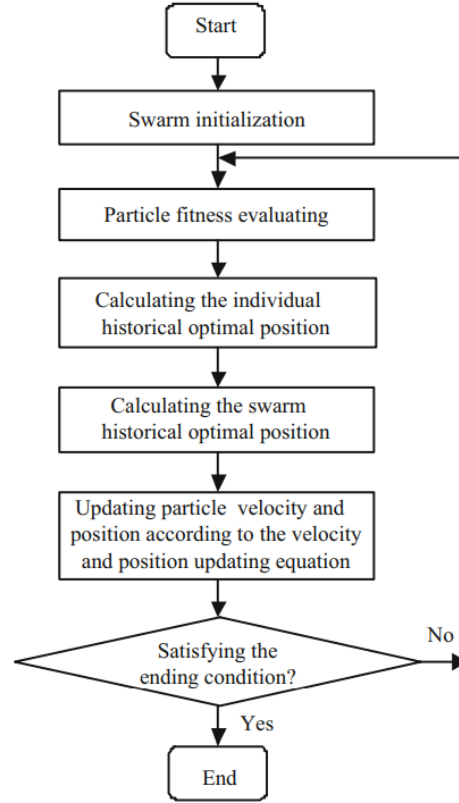 Start
Swarm initialization
Particle fitness evaluating
Calculating the individual
historical optimal position
Calculating the swarm
historical optimal position
Updating particle velocity and
position according to the velocity
and position updating equation
Satisfying the
ending condition?
No
Yes
End